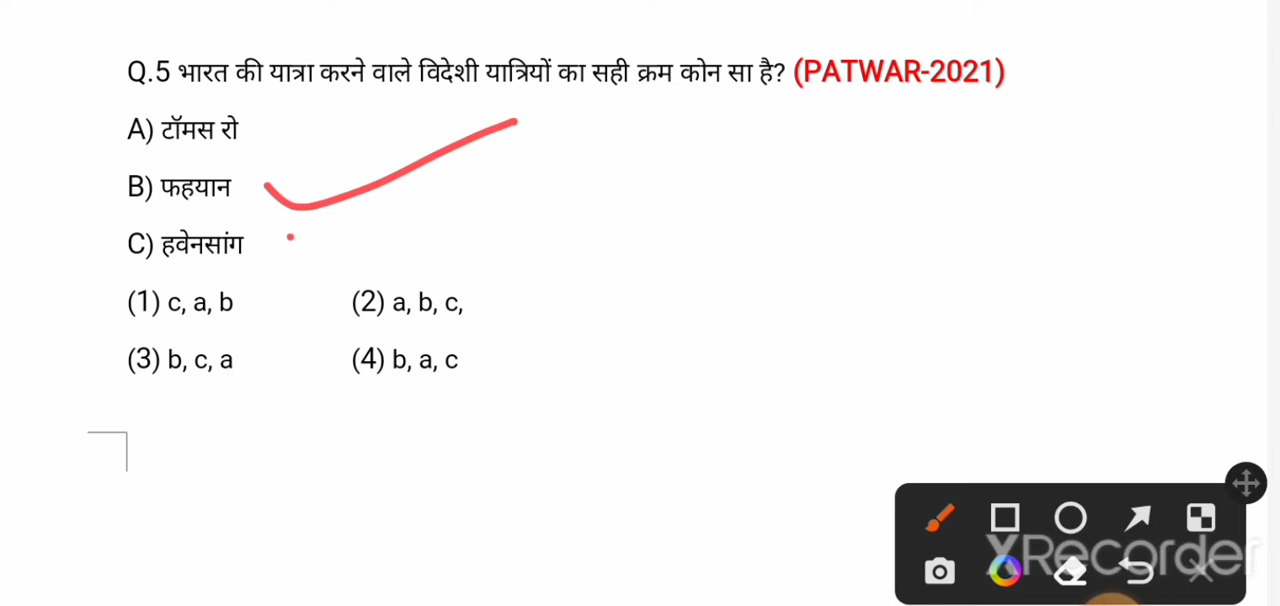 Q.5 भारत की यात्रा करने वाले विदेशी यात्रियों का सही क्रम कोन सा है? (PATWAR-2021)
A) टॉमस रो
B) फहयान
C) हवेनसांग
(1) c, a, b (2) a, b, c,
(3) b, c, a (4) b, a, c
XRecorder